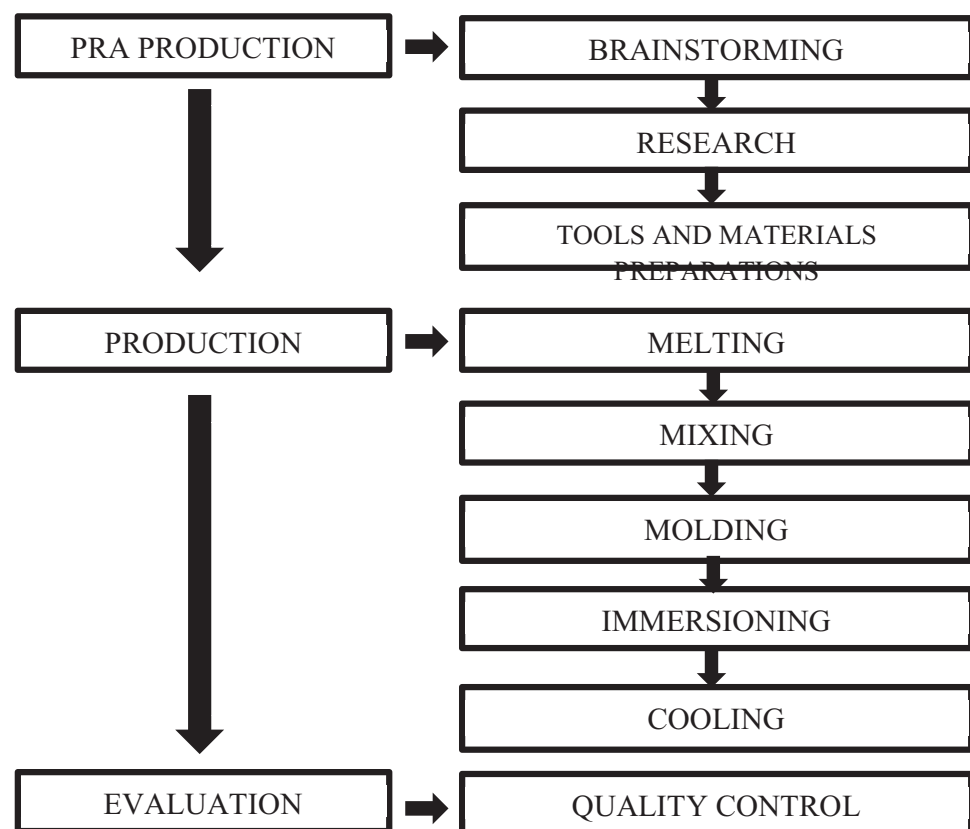 PRA PRODUCTION
BRAINSTORMING
RESEARCH
TOOLS AND MATERIALS
PREPARATIONS
PRODUCTION
MELTING
MIXING
MOLDING
IMMERSIONING
COOLING
EVALUATION
QUALITY CONTROL